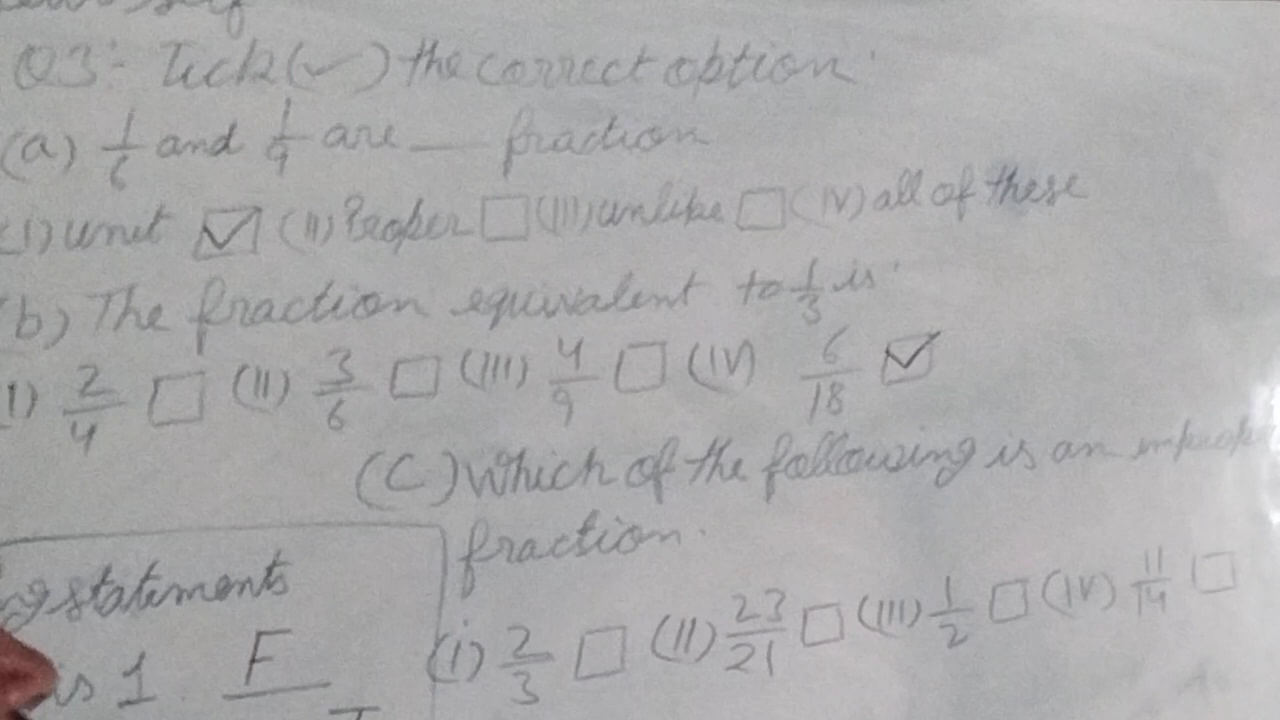 Q3:- Tick(✓) the correct option.
(a) 1/6 and 1/9 are __ fraction
(i) unit ☑ (ii) Proper ☐ (iii) unlike ☐ (iv) all of these
(b) The fraction equivalent to 1/3 is
(i) 2/4 ☐ (ii) 3/6 ☐ (iii) 4/9 ☐ (iv) 6/18 ☑
(C) Which of the following is an
fraction.
(i) 2/3 ☐ (ii) 23/21 ☐ (iii) 1/2 ☐ (iv) 11/14 ☐
statements
is 1. F